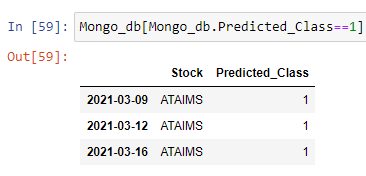 In [59]: Mongo_db[Mongo_db.Predicted_Class==1]
Out[59]:
Stock Predicted_Class
2021-03-09 ATAIMS 1
2021-03-12 ATAIMS 1
2021-03-16 ATAIMS 1